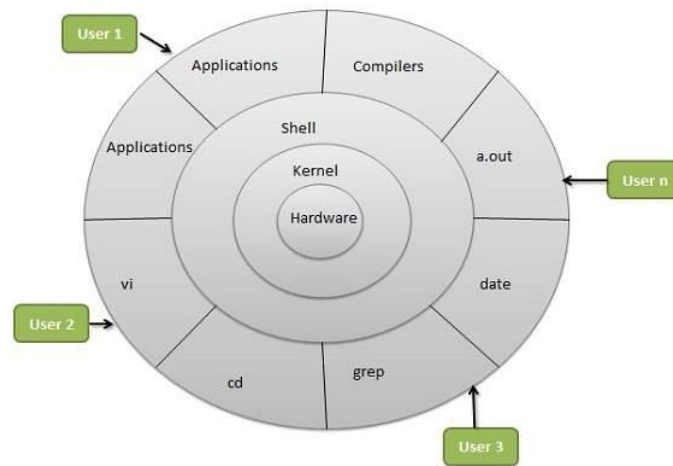 User 1
Applications
Compilers
Shell
Applications
a.out
Kernel
User n
Hardware
vi
date
User 2
cd
grep
User 3